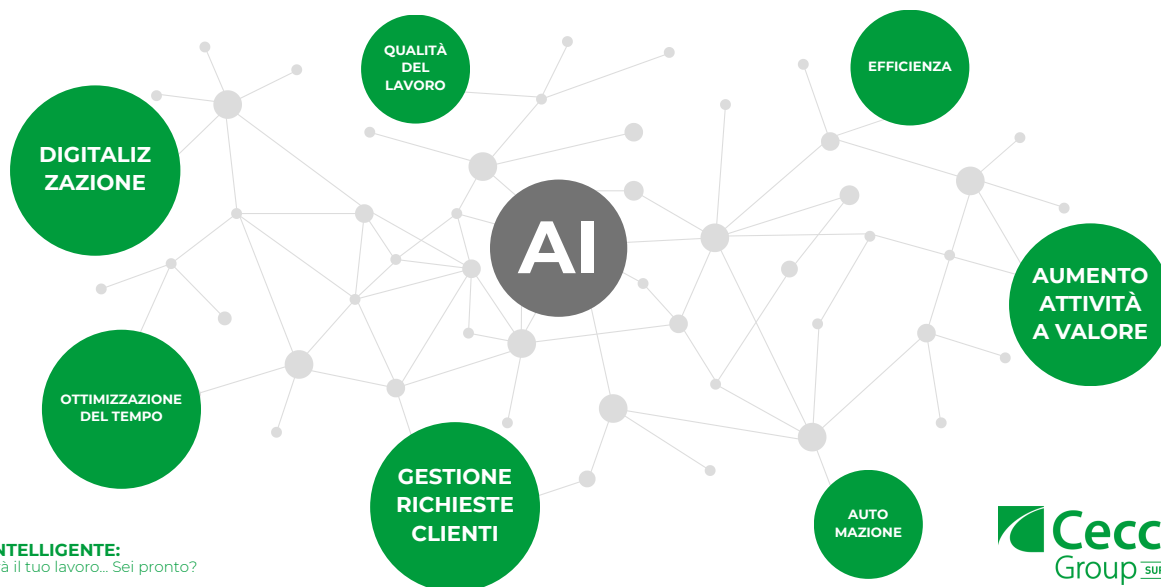 QUALITÀ
DEL
LAVORO
EFFICIENZA
DIGITALIZ
ZAZIONE
AI
AUMENTO
ATTIVITÀ
A VALORE
OTTIMIZZAZIONE
DEL TEMPO
GESTIONE
RICHIESTE
CLIENTI
AUTO
MAZIONE
NTELLIGENTE:
à il tuo lavoro... Sei pronto?
Cecc
Group